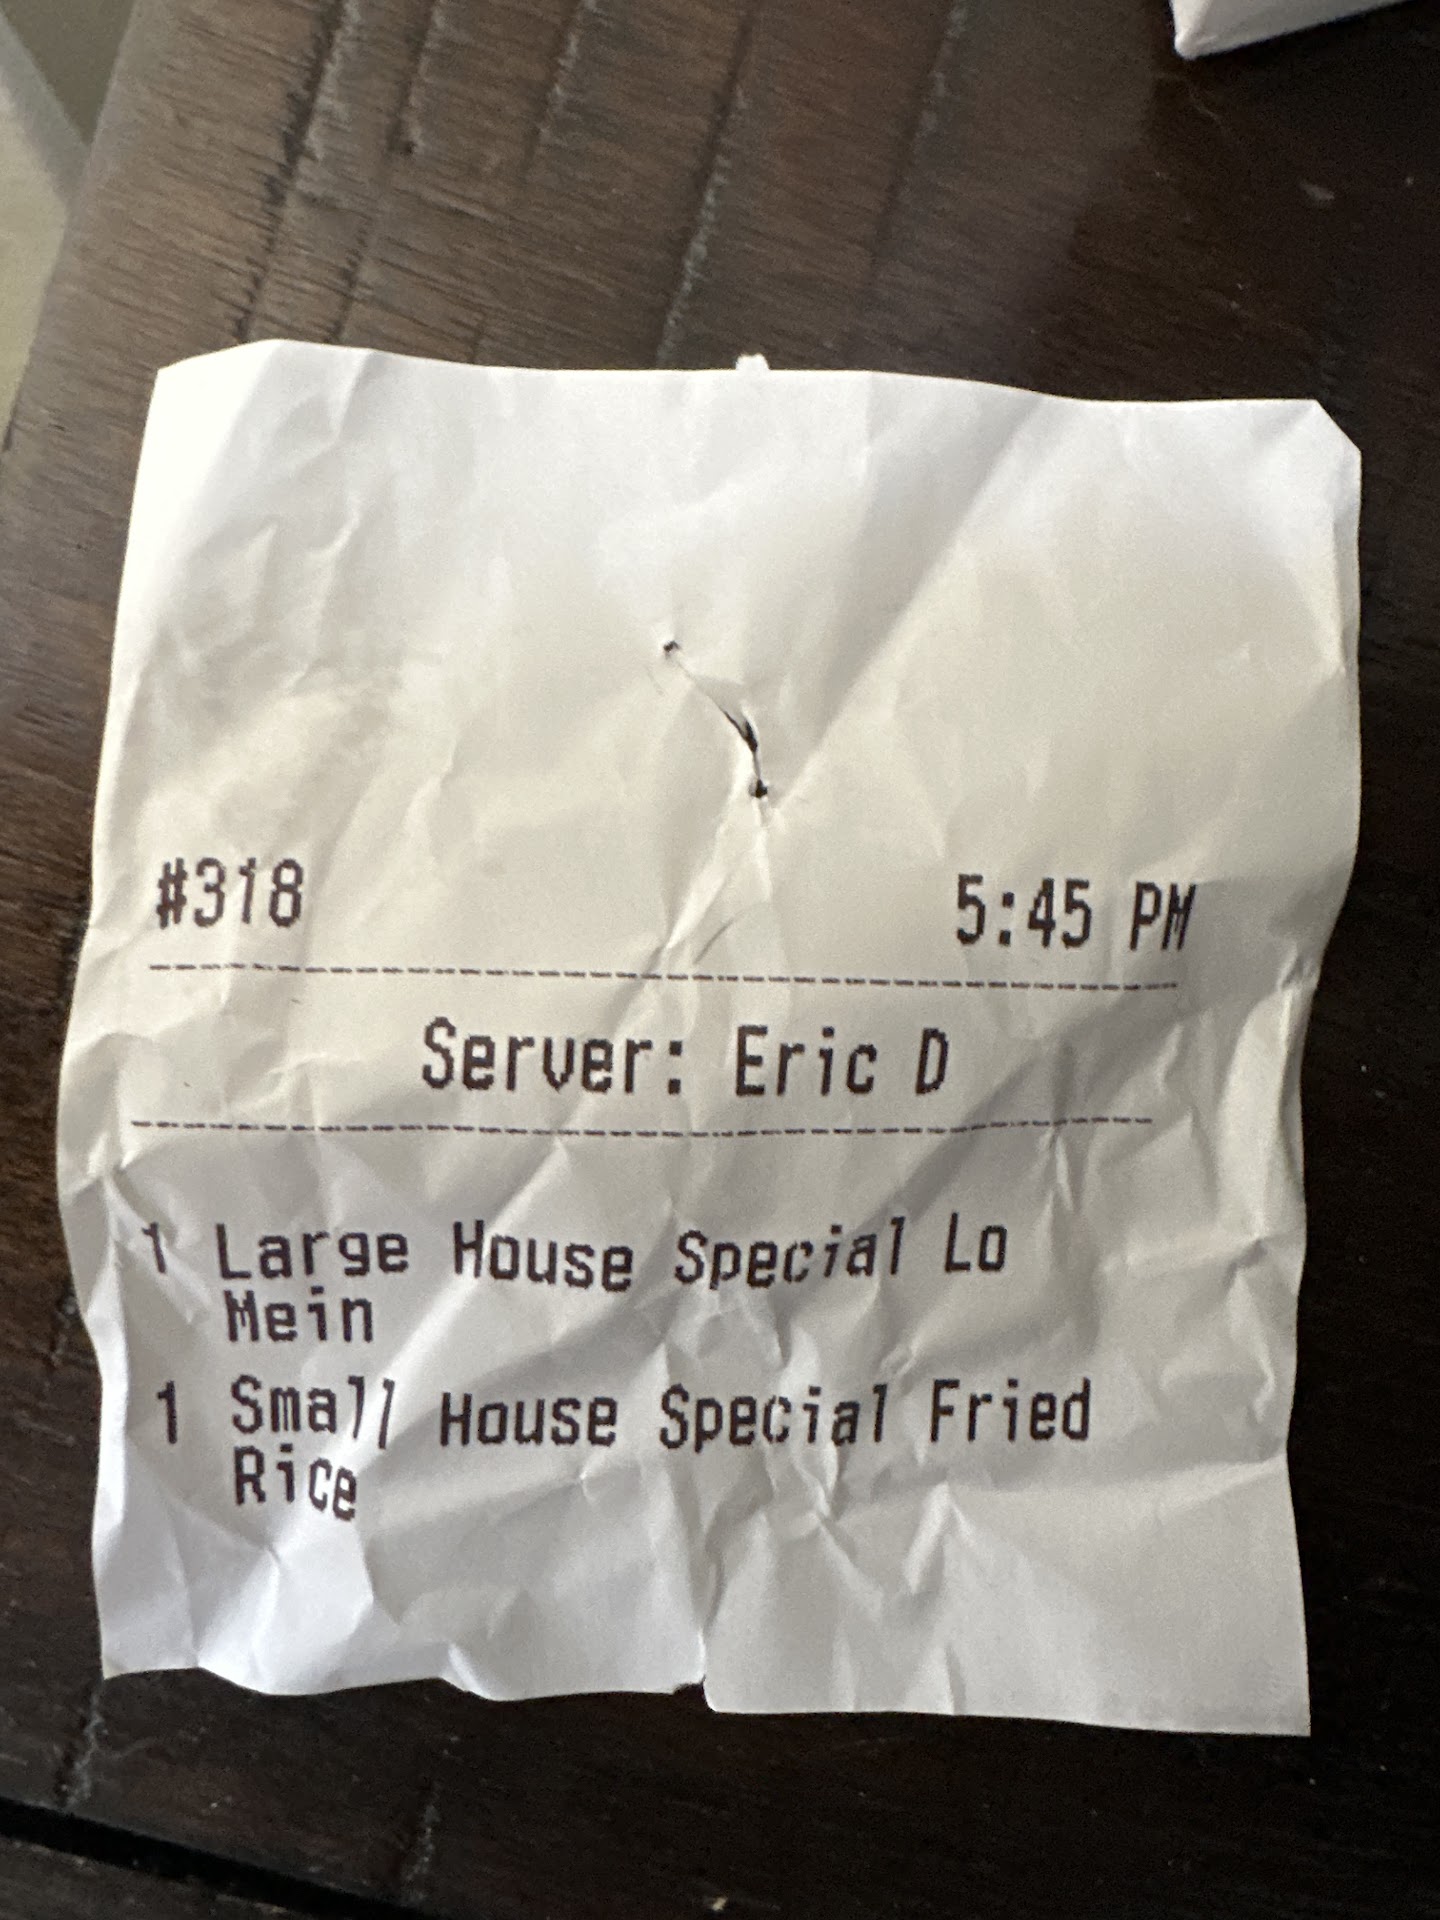 #318 5:45 PM
Server: Eric D
1 Large House Special Lo
Mein
1 Small House Special Fried
Rice